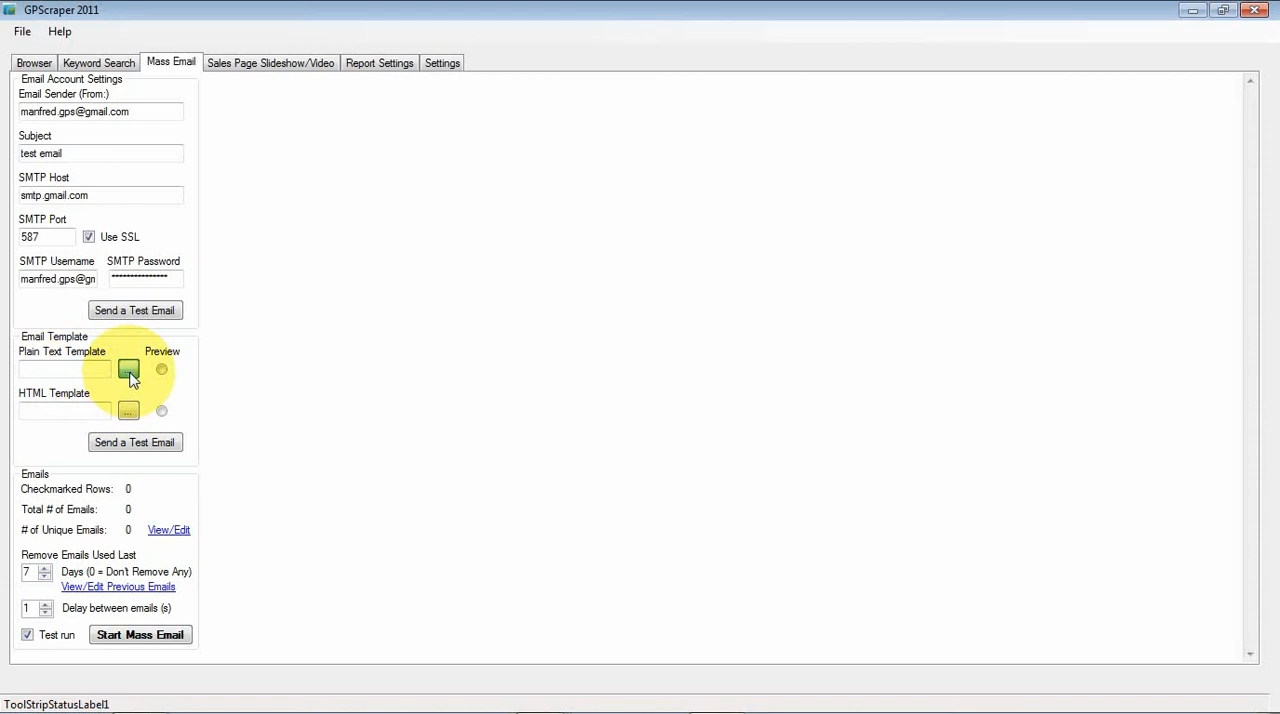 GPScraper 2011
File Help
Browser Keyword Search Mass Email Sales Page Slideshow/Video Report Settings Settings
Email Account Settings
Email Sender (From:)
manfred.gps@gmail.com
Subject
test email
SMTP Host
smtp.gmail.com
SMTP Port
587 Use SSL
SMTP Username SMTP Password
manfred.gps@gm ***************
Send a Test Email
Email Template
Plain Text Template Preview
...
HTML Template
...
Send a Test Email
Emails
Checkmarked Rows: 0
Total # of Emails: 0
# of Unique Emails: 0 View/Edit
Remove Emails Used Last
7 Days (0 = Don't Remove Any)
View/Edit Previous Emails
1 Delay between emails (s)
Test run Start Mass Email
ToolStripStatusLabel1